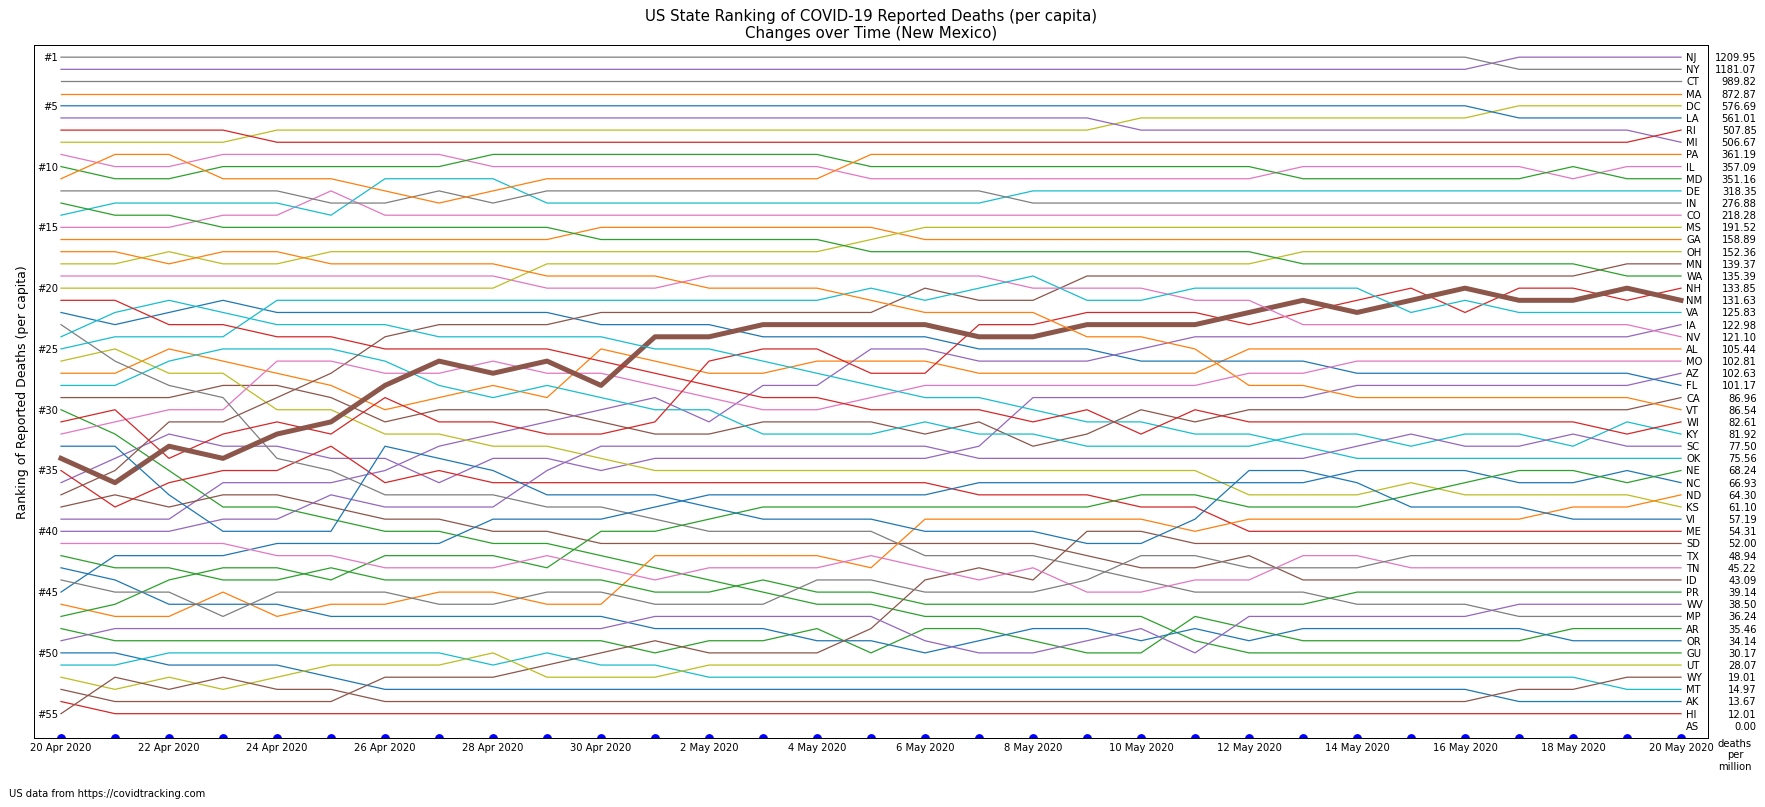 US State Ranking of COVID-19 Reported Deaths (per capita)
Changes over Time (New Mexico)
Ranking of Reported Deaths (per capita)
#1
#5
#10
#15
#20
#25
#30
#35
#40
#45
#50
#55
NJ 1209.95
NY 1181.07
CT 989.82
MA 872.87
DC 576.69
LA 561.01
RI 507.85
MI 506.67
PA 361.19
IL 357.09
MD 351.16
DE 318.35
IN 276.88
CO 218.28
MS 191.52
GA 158.89
OH 152.36
MN 139.37
WA 135.39
NH 133.85
NM 131.63
VA 125.83
IA 122.98
NV 121.10
AL 105.44
MO 102.81
AZ 102.63
FL 101.17
CA 86.96
VT 86.54
WI 82.61
KY 81.92
SC 77.50
OK 75.56
NE 68.24
NC 66.93
ND 64.30
KS 61.10
VI 57.19
ME 54.31
SD 52.00
TX 48.94
TN 45.22
ID 43.09
PR 39.14
WV 38.50
MP 36.24
AR 35.46
OR 34.14
GU 30.17
UT 28.07
WY 19.01
MT 14.97
AK 13.67
HI 12.01
AS 0.00
20 Apr 2020 22 Apr 2020 24 Apr 2020 26 Apr 2020 28 Apr 2020 30 Apr 2020 2 May 2020 4 May 2020 6 May 2020 8 May 2020 10 May 2020 12 May 2020 14 May 2020 16 May 2020 18 May 2020 20 May 2020
deaths
per
million
US data from https://covidtracking.com